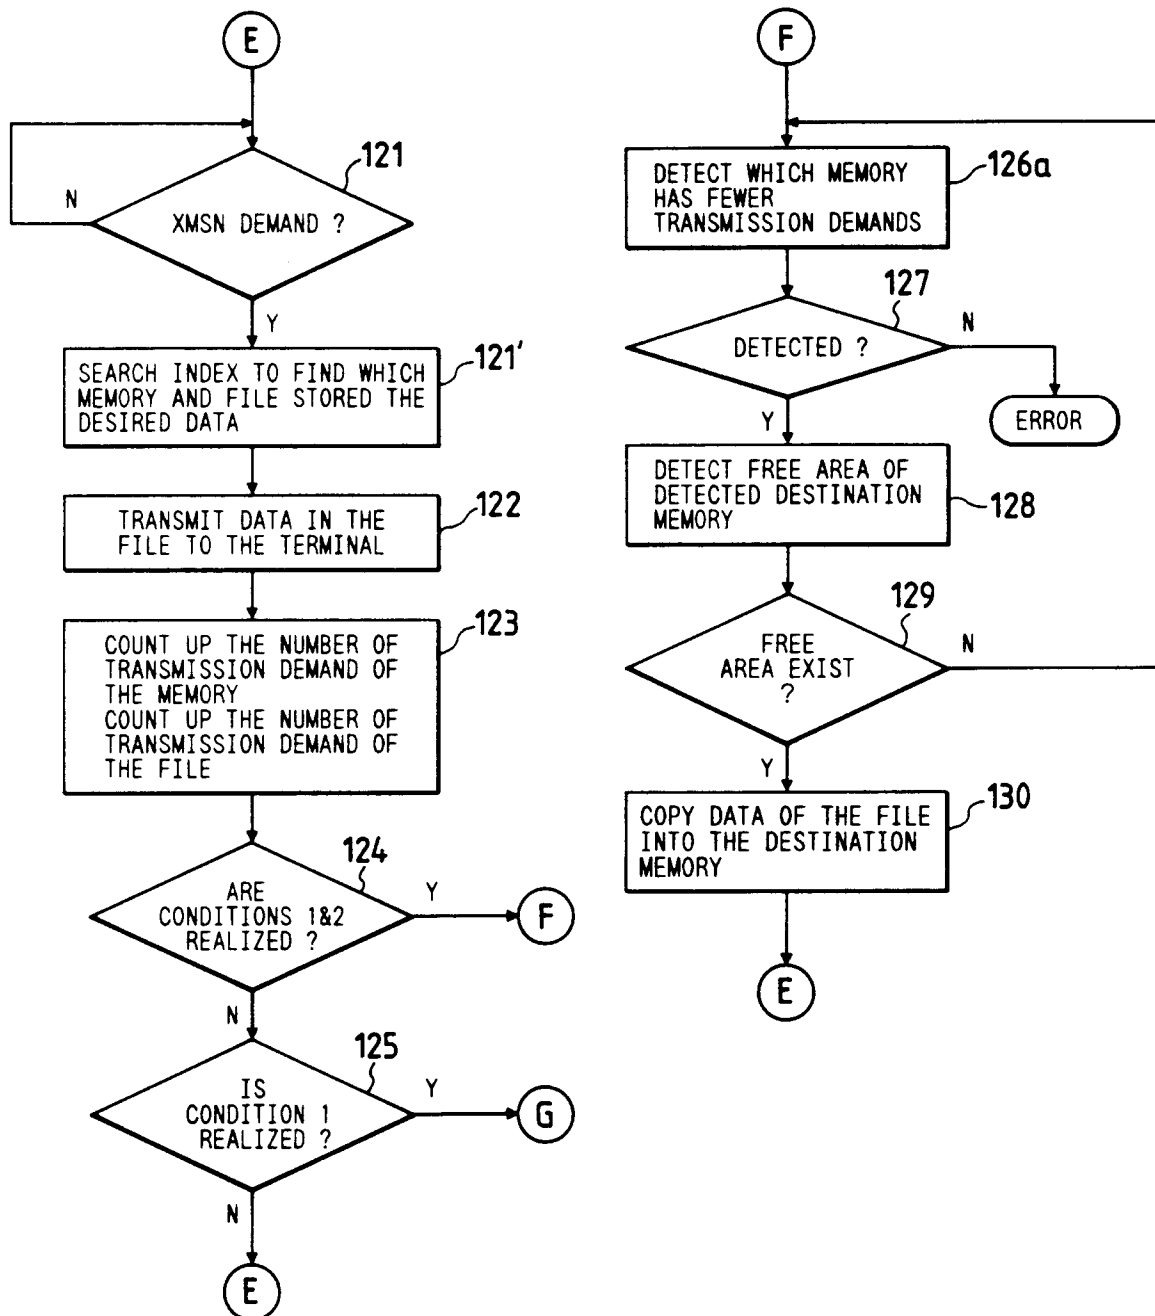 E
121
N
XMSN DEMAND ?
Y
121'
SEARCH INDEX TO FIND WHICH
MEMORY AND FILE STORED THE
DESIRED DATA
122
TRANSMIT DATA IN THE
FILE TO THE TERMINAL
123
COUNT UP THE NUMBER OF
TRANSMISSION DEMAND OF
THE MEMORY
COUNT UP THE NUMBER OF
TRANSMISSION DEMAND OF
THE FILE
124
ARE
CONDITIONS 1&2
REALIZED ?
Y
F
N
125
IS
CONDITION 1
REALIZED ?
Y
G
N
E
F
126a
DETECT WHICH MEMORY
HAS FEWER
TRANSMISSION DEMANDS
127
DETECTED ?
N
ERROR
Y
DETECT FREE AREA OF
DETECTED DESTINATION
MEMORY
128
129
FREE
AREA EXIST
?
N
Y
130
COPY DATA OF THE FILE
INTO THE DESTINATION
MEMORY
E